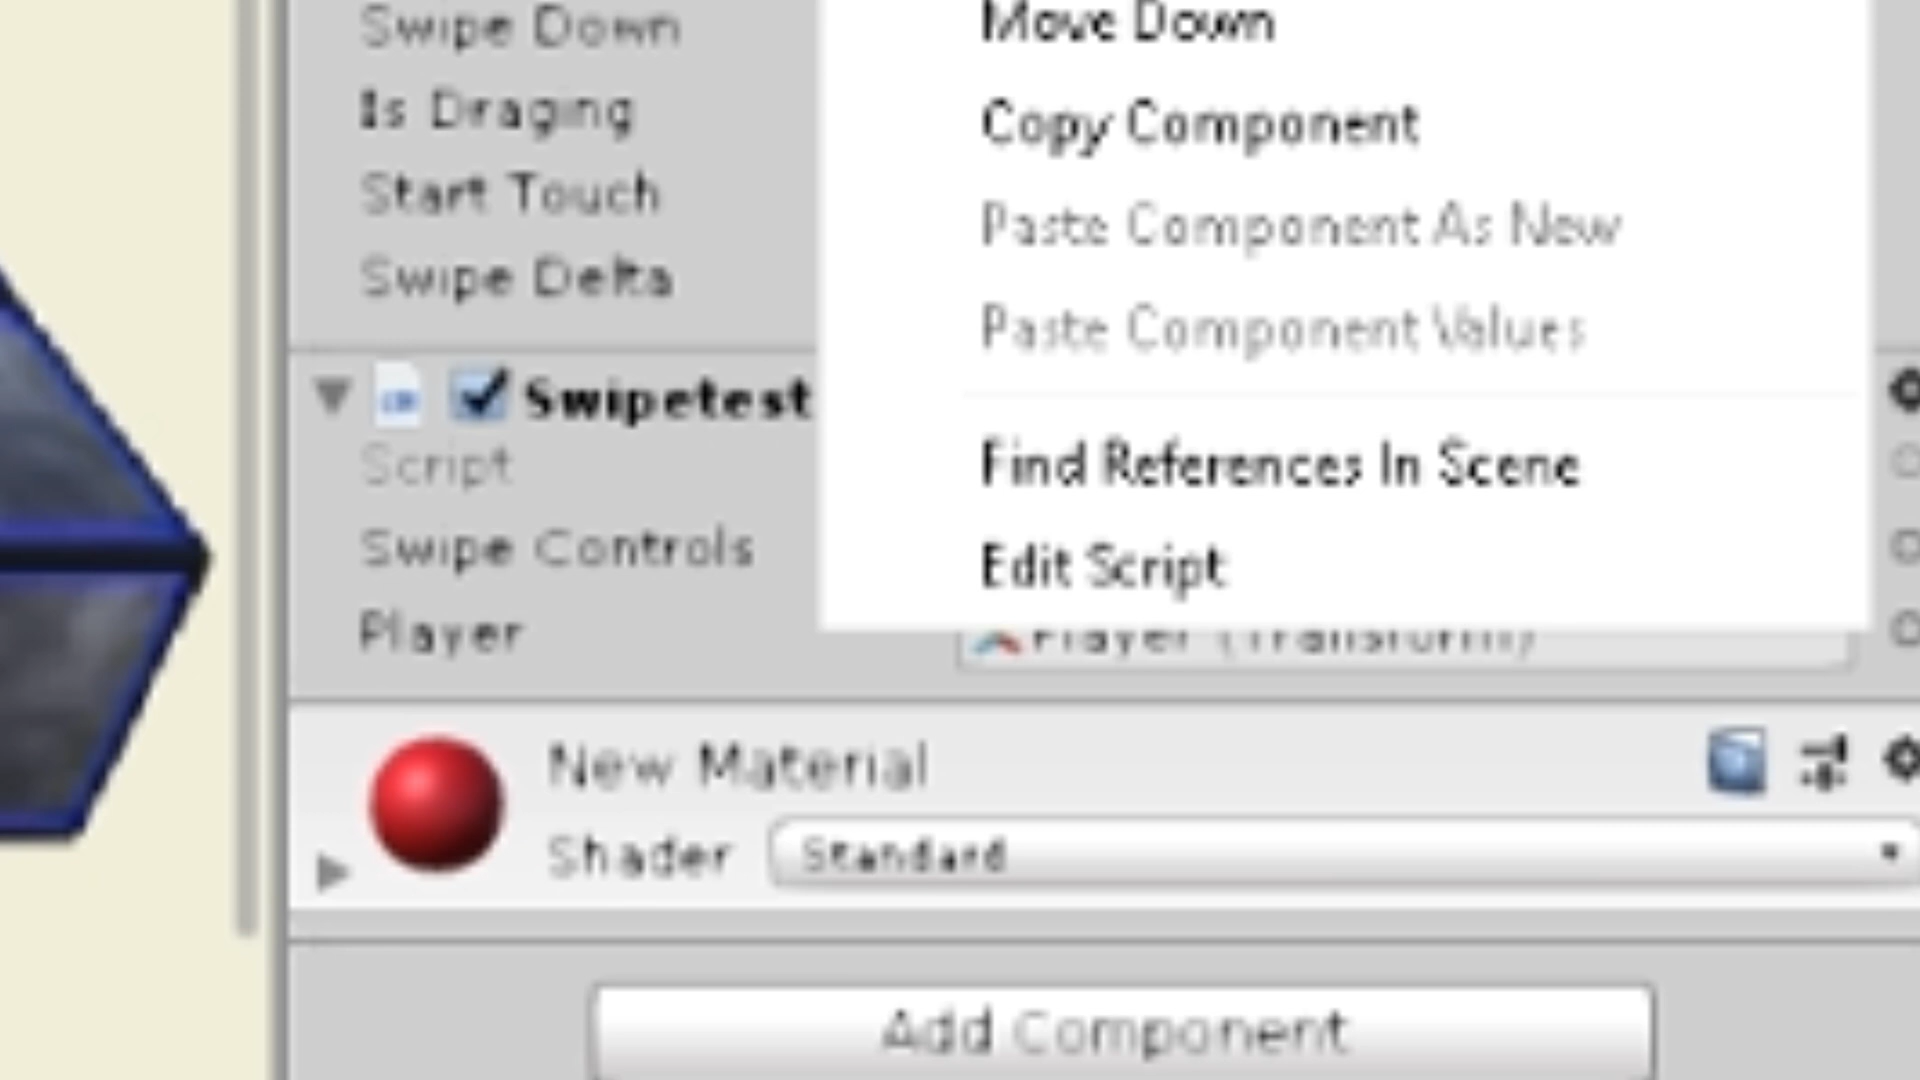 Swipe Down
Move Down
Is Draging
Copy Component
Start Touch
Paste Component As New
Swipe Delta
Paste Component Values
Swipetest
Script
Find References In Scene
Swipe Controls
Edit Script
Player
Player (Transform)
New Material
Shader
Standard
Add Component